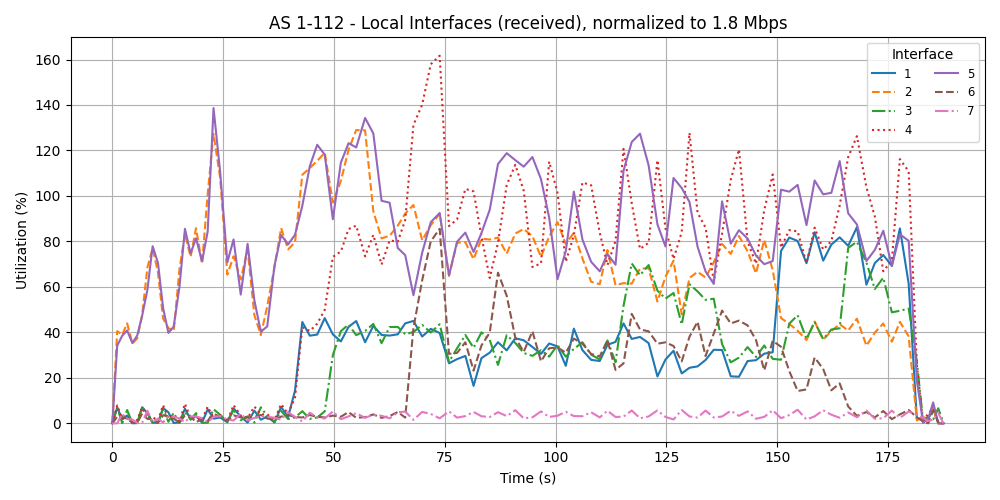 AS 1-112 - Local Interfaces (received), normalized to 1.8 Mbps
Interface
1 5
2 6
3 7
4
160
140
120
100
80
60
40
20
0
Utilization (%)
0 25 50 75 100 125 150 175
Time (s)